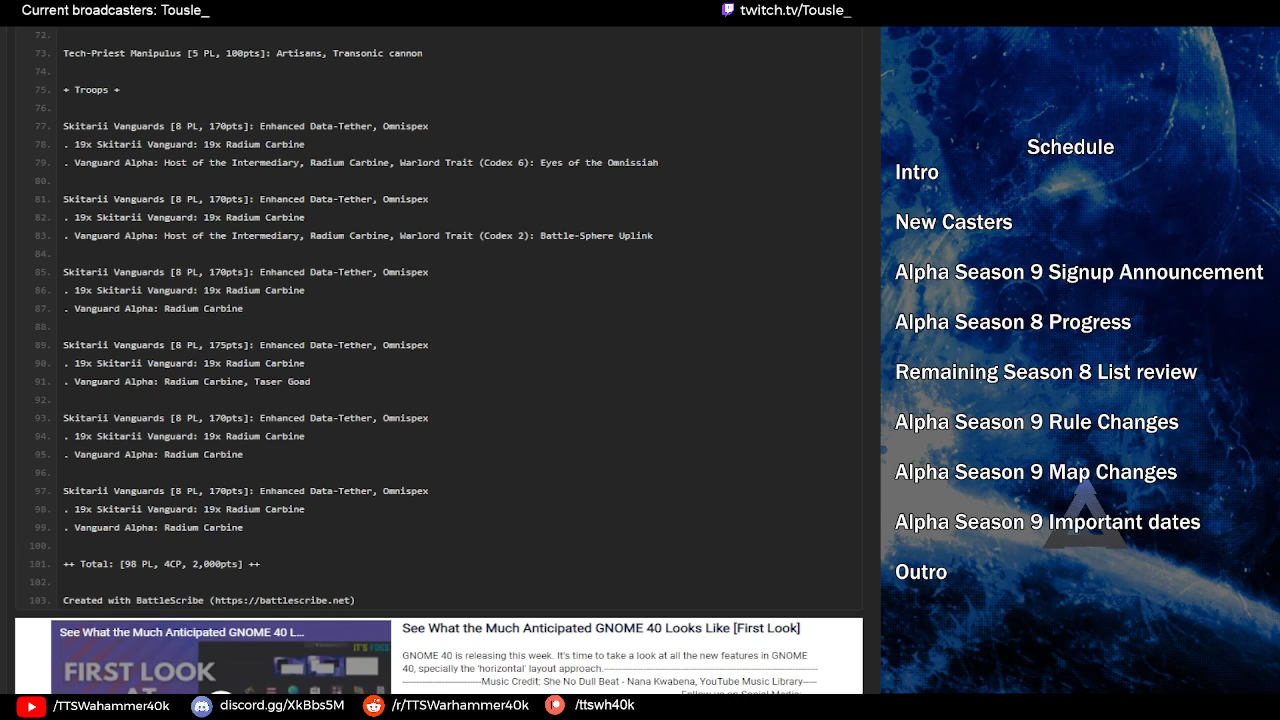 Current broadcasters: Tousle_
twitch.tv/Tousle_
72.
73. Tech-Priest Manipulus [5 PL, 100pts]: Artisans, Transonic cannon
74.
75. + Troops +
76.
77. Skitarii Vanguards [8 PL, 170pts]: Enhanced Data-Tether, Omnispex
78. . 19x Skitarii Vanguard: 19x Radium Carbine
79. . Vanguard Alpha: Host of the Intermediary, Radium Carbine, Warlord Trait (Codex 6): Eyes of the Omnissiah
80.
81. Skitarii Vanguards [8 PL, 170pts]: Enhanced Data-Tether, Omnispex
82. . 19x Skitarii Vanguard: 19x Radium Carbine
83. . Vanguard Alpha: Host of the Intermediary, Radium Carbine, Warlord Trait (Codex 2): Battle-Sphere Uplink
84.
85. Skitarii Vanguards [8 PL, 170pts]: Enhanced Data-Tether, Omnispex
86. . 19x Skitarii Vanguard: 19x Radium Carbine
87. . Vanguard Alpha: Radium Carbine
88.
89. Skitarii Vanguards [8 PL, 175pts]: Enhanced Data-Tether, Omnispex
90. . 19x Skitarii Vanguard: 19x Radium Carbine
91. . Vanguard Alpha: Radium Carbine, Taser Goad
92.
93. Skitarii Vanguards [8 PL, 170pts]: Enhanced Data-Tether, Omnispex
94. . 19x Skitarii Vanguard: 19x Radium Carbine
95. . Vanguard Alpha: Radium Carbine
96.
97. Skitarii Vanguards [8 PL, 170pts]: Enhanced Data-Tether, Omnispex
98. . 19x Skitarii Vanguard: 19x Radium Carbine
99. . Vanguard Alpha: Radium Carbine
100.
101. ++ Total: [98 PL, 4CP, 2,000pts] ++
102.
103. Created with BattleScribe (https://battlescribe.net)
See What the Much Anticipated GNOME 40 L...
FIRST LOOK
AT
IT'S FOSS
See What the Much Anticipated GNOME 40 Looks Like [First Look]
GNOME 40 is releasing this week. It's time to take a look at all the new features in GNOME
40, specially the 'horizontal' layout approach.
Music Credit: She No Dull Beat - Nana Kwabena, YouTube Music Library
Follow us on Social Media:
Schedule
Intro
New Casters
Alpha Season 9 Signup Announcement
Alpha Season 8 Progress
Remaining Season 8 List review
Alpha Season 9 Rule Changes
Alpha Season 9 Map Changes
Alpha Season 9 Important dates
Outro
/TTSWahammer40k
discord.gg/XkBbs5M
/r/TTSWarhammer40k
/ttswh40k